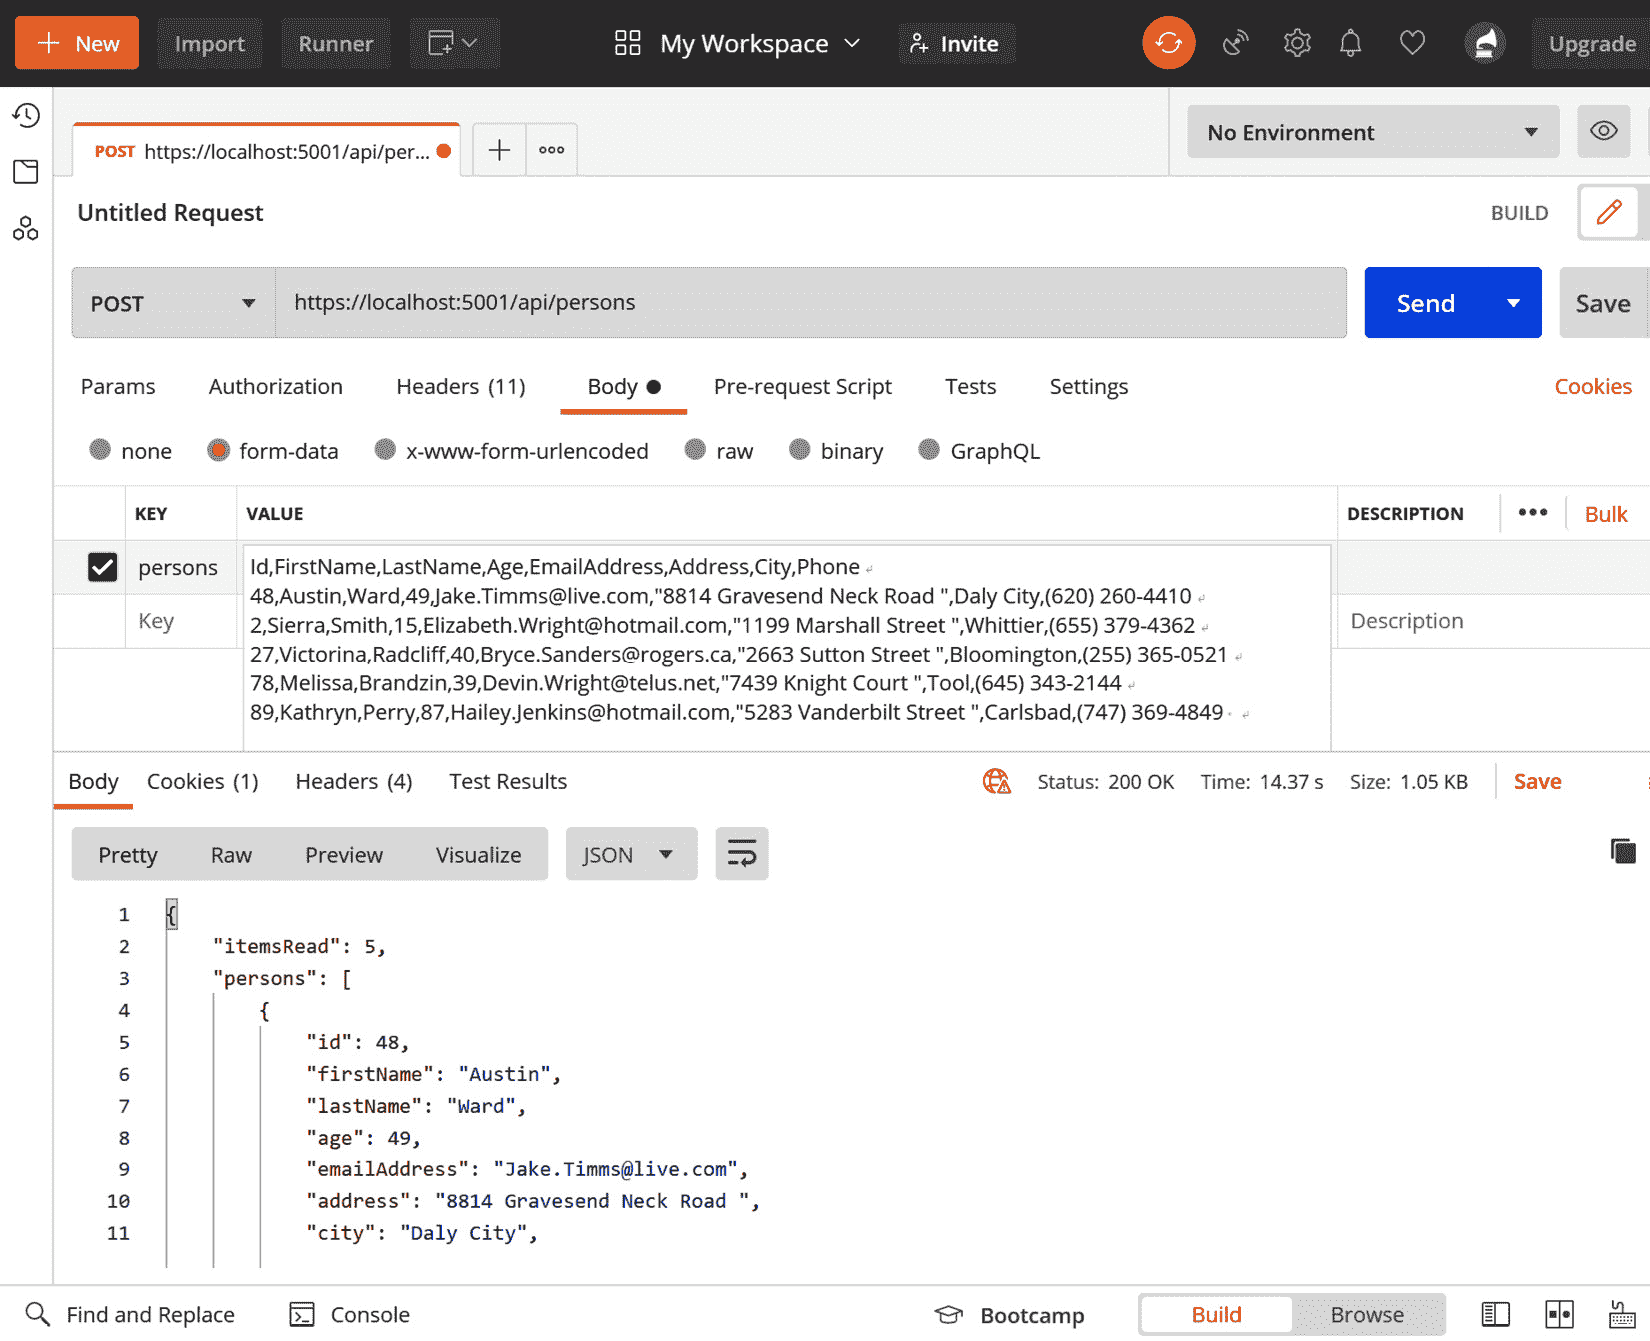 New Import Runner My Workspace Invite Upgrade
POST https://localhost:5001/api/per... No Environment
Untitled Request BUILD
POST https://localhost:5001/api/persons Send Save
Params Authorization Headers (11) Body Pre-request Script Tests Settings Cookies
none form-data x-www-form-urlencoded raw binary GraphQL
KEY VALUE DESCRIPTION ••• Bulk
persons Id,FirstName,LastName,Age,EmailAddress,Address,City,Phone
48,Austin,Ward,49,Jake.Timms@live.com,"8814 Gravesend Neck Road ",Daly City,(620) 260-4410
Key 2,Sierra,Smith,15,Elizabeth.Wright@hotmail.com,"1199 Marshall Street ",Whittier,(655) 379-4362 Description
27,Victorina,Radcliff,40,Bryce.Sanders@rogers.ca,"2663 Sutton Street ",Bloomington,(255) 365-0521
78,Melissa,Brandzin,39,Devin.Wright@telus.net,"7439 Knight Court ",Tool,(645) 343-2144
89,Kathryn,Perry,87,Hailey.Jenkins@hotmail.com,"5283 Vanderbilt Street ",Carlsbad,(747) 369-4849
Body Cookies (1) Headers (4) Test Results Status: 200 OK Time: 14.37 s Size: 1.05 KB Save
Pretty Raw Preview Visualize JSON
1 {
2 "itemsRead": 5,
3 "persons": [
4 {
5 "id": 48,
6 "firstName": "Austin",
7 "lastName": "Ward",
8 "age": 49,
9 "emailAddress": "Jake.Timms@live.com",
10 "address": "8814 Gravesend Neck Road ",
11 "city": "Daly City",
Find and Replace Console Bootcamp Build Browse